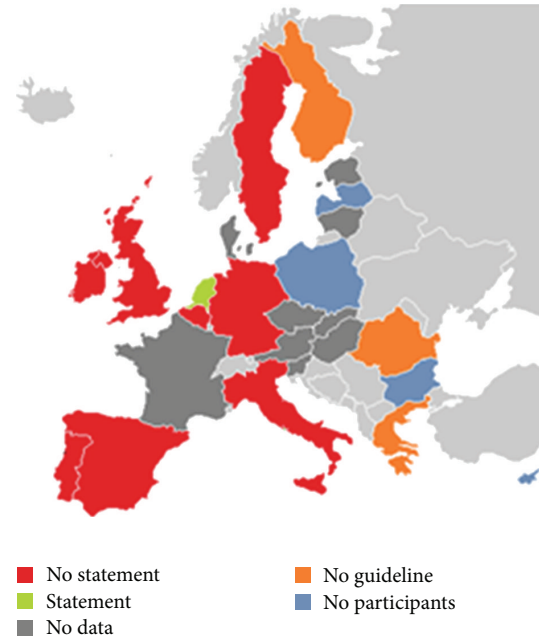 No statement
Statement
No data
No guideline
No participants